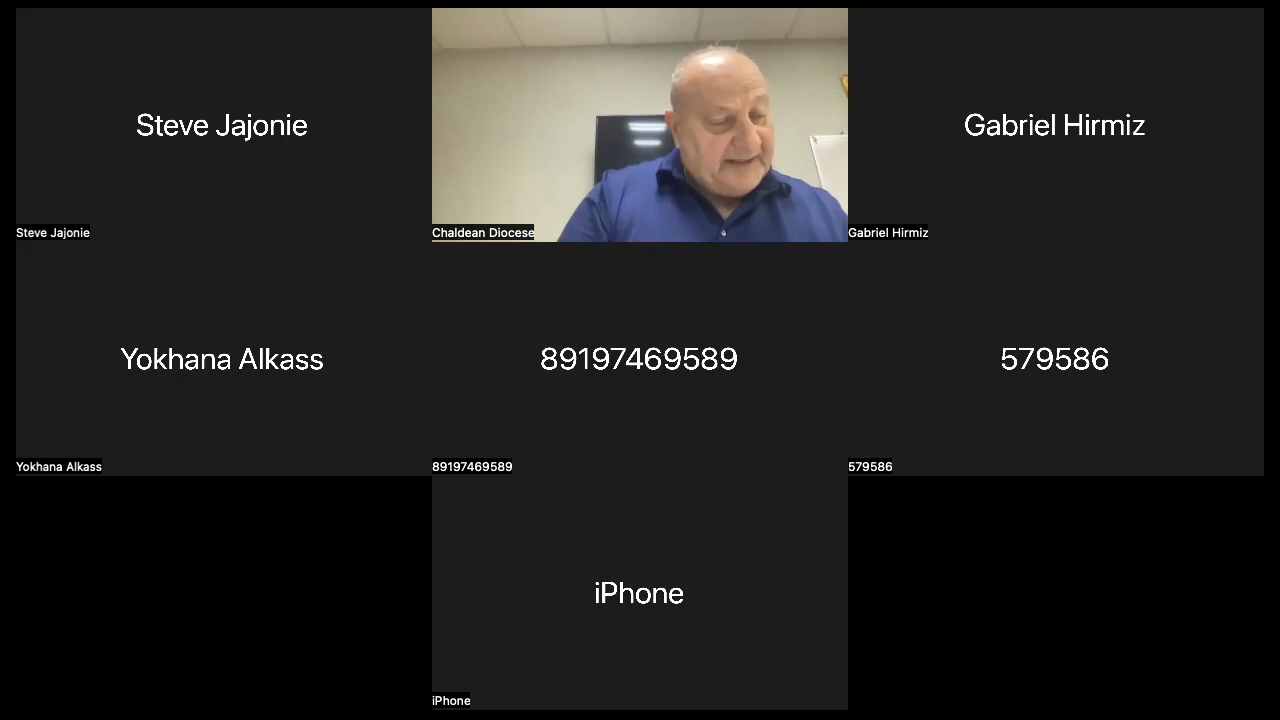 Steve Jajonie
Steve Jajonie
Chaldean Diocese
Gabriel Hirmiz
Gabriel Hirmiz
Yokhana Alkass
Yokhana Alkass
89197469589
89197469589
579586
579586
iPhone
iPhone